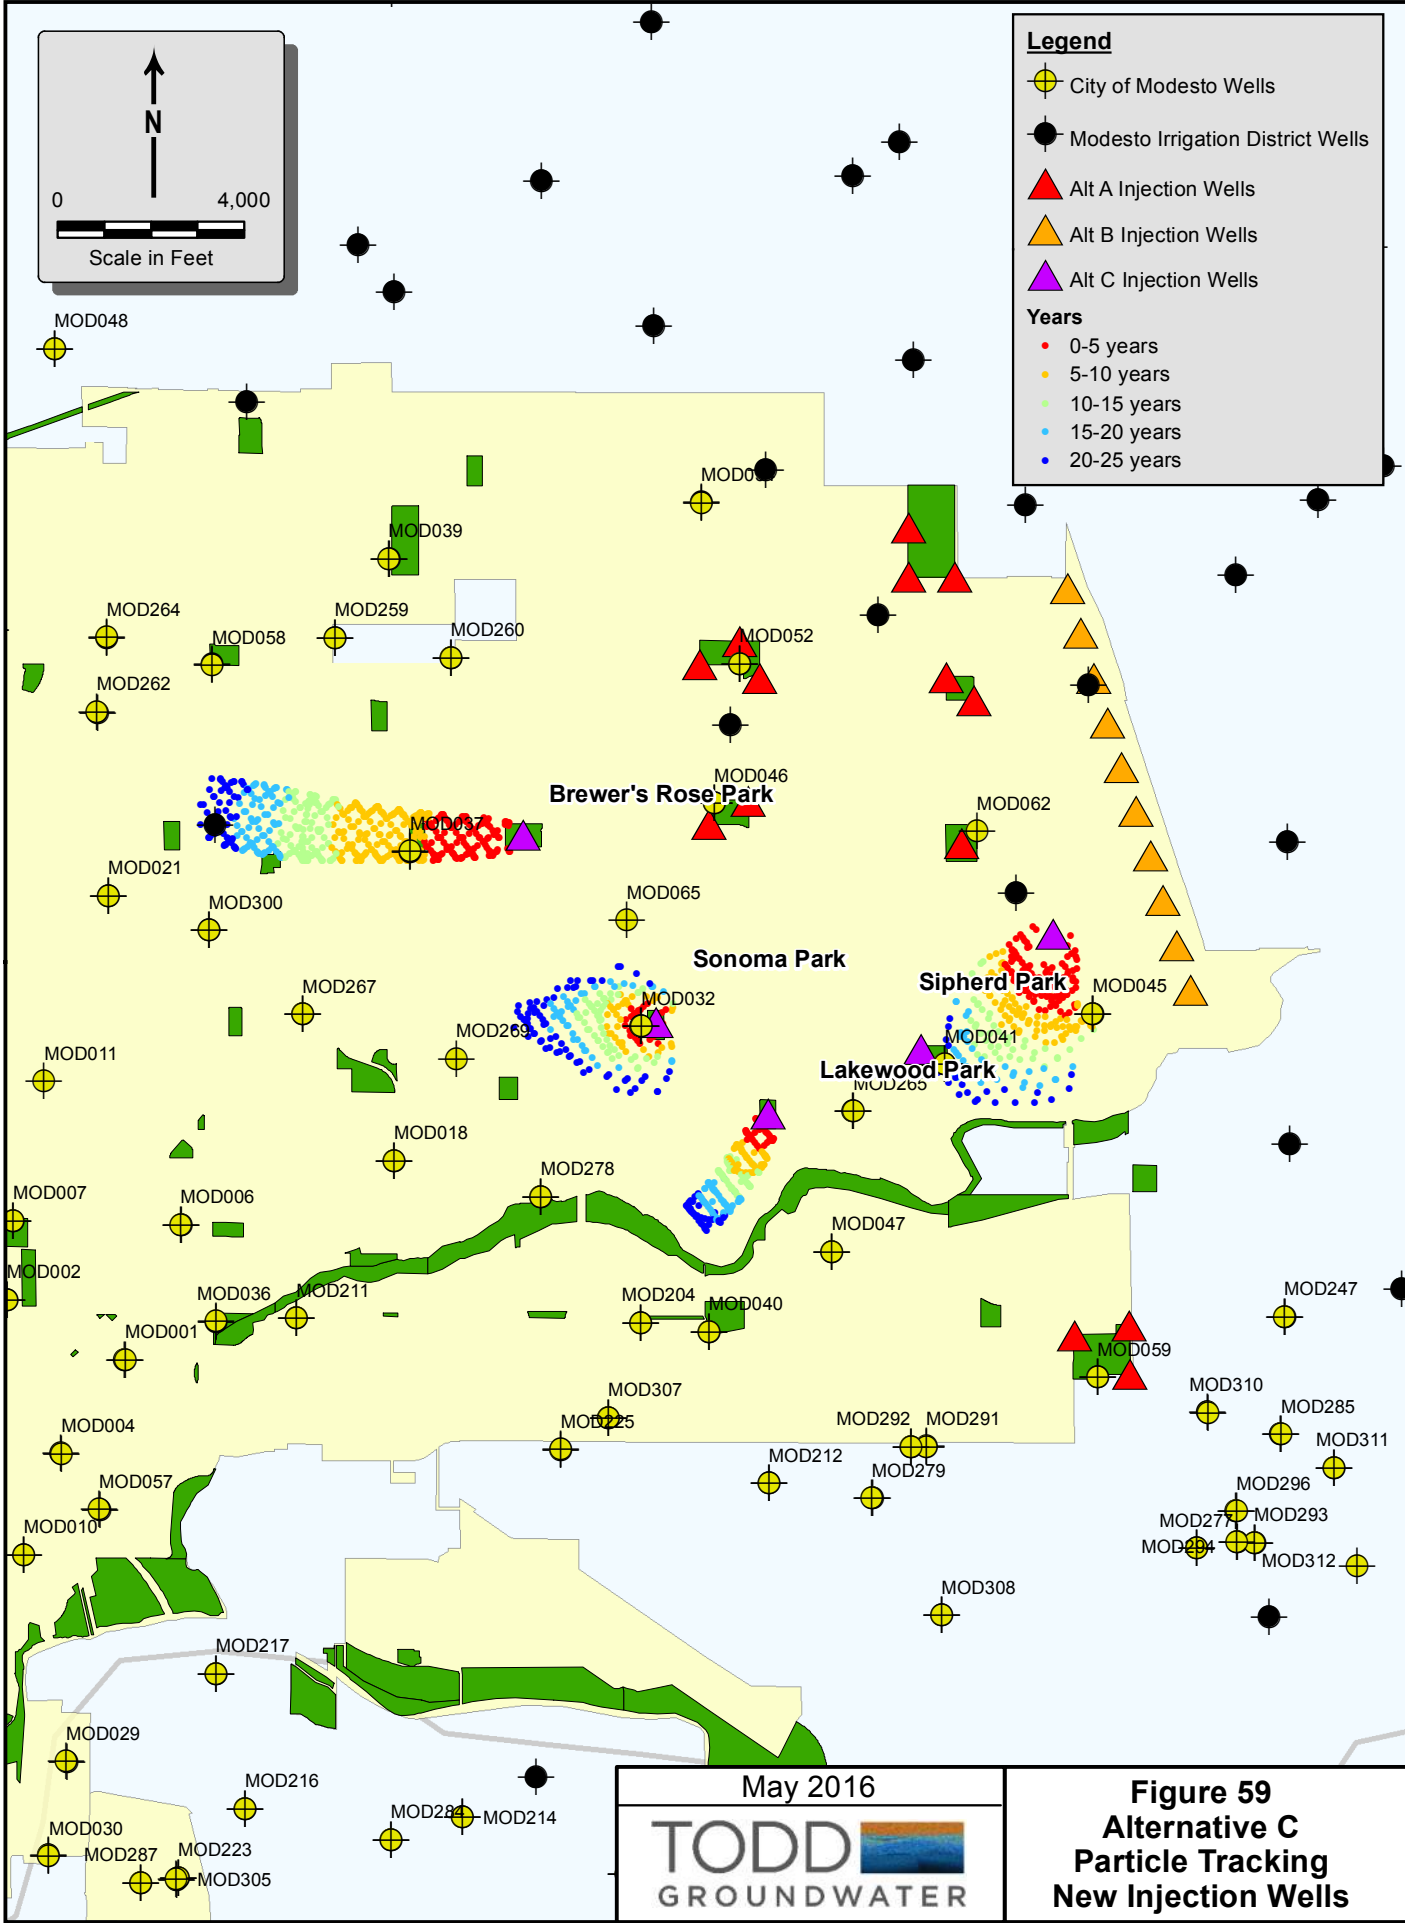 N
0 4,000
Scale in Feet
Legend
City of Modesto Wells
Modesto Irrigation District Wells
Alt A Injection Wells
Alt B Injection Wells
Alt C Injection Wells
Years
0-5 years
5-10 years
10-15 years
15-20 years
20-25 years
MOD048
MOD039
MOD264
MOD259
MOD058
MOD260
MOD052
MOD262
MOD046
Brewer's Rose Park
MOD037
MOD062
MOD021
MOD300
MOD065
Sonoma Park
Sipherd Park
MOD267
MOD032
MOD045
MOD269
MOD041
MOD011
Lakewood Park
MOD265
MOD018
MOD278
MOD007
MOD006
MOD047
MOD002
MOD036
MOD211
MOD204
MOD040
MOD247
MOD001
MOD059
MOD307
MOD310
MOD004
MOD225
MOD292
MOD291
MOD285
MOD212
MOD279
MOD311
MOD057
MOD296
MOD010
MOD277
MOD293
MOD294
MOD312
MOD308
MOD217
MOD029
MOD216
MOD284
MOD214
MOD030
MOD287
MOD223
MOD305
May 2016
TODD
GROUNDWATER
Figure 59
Alternative C
Particle Tracking
New Injection Wells